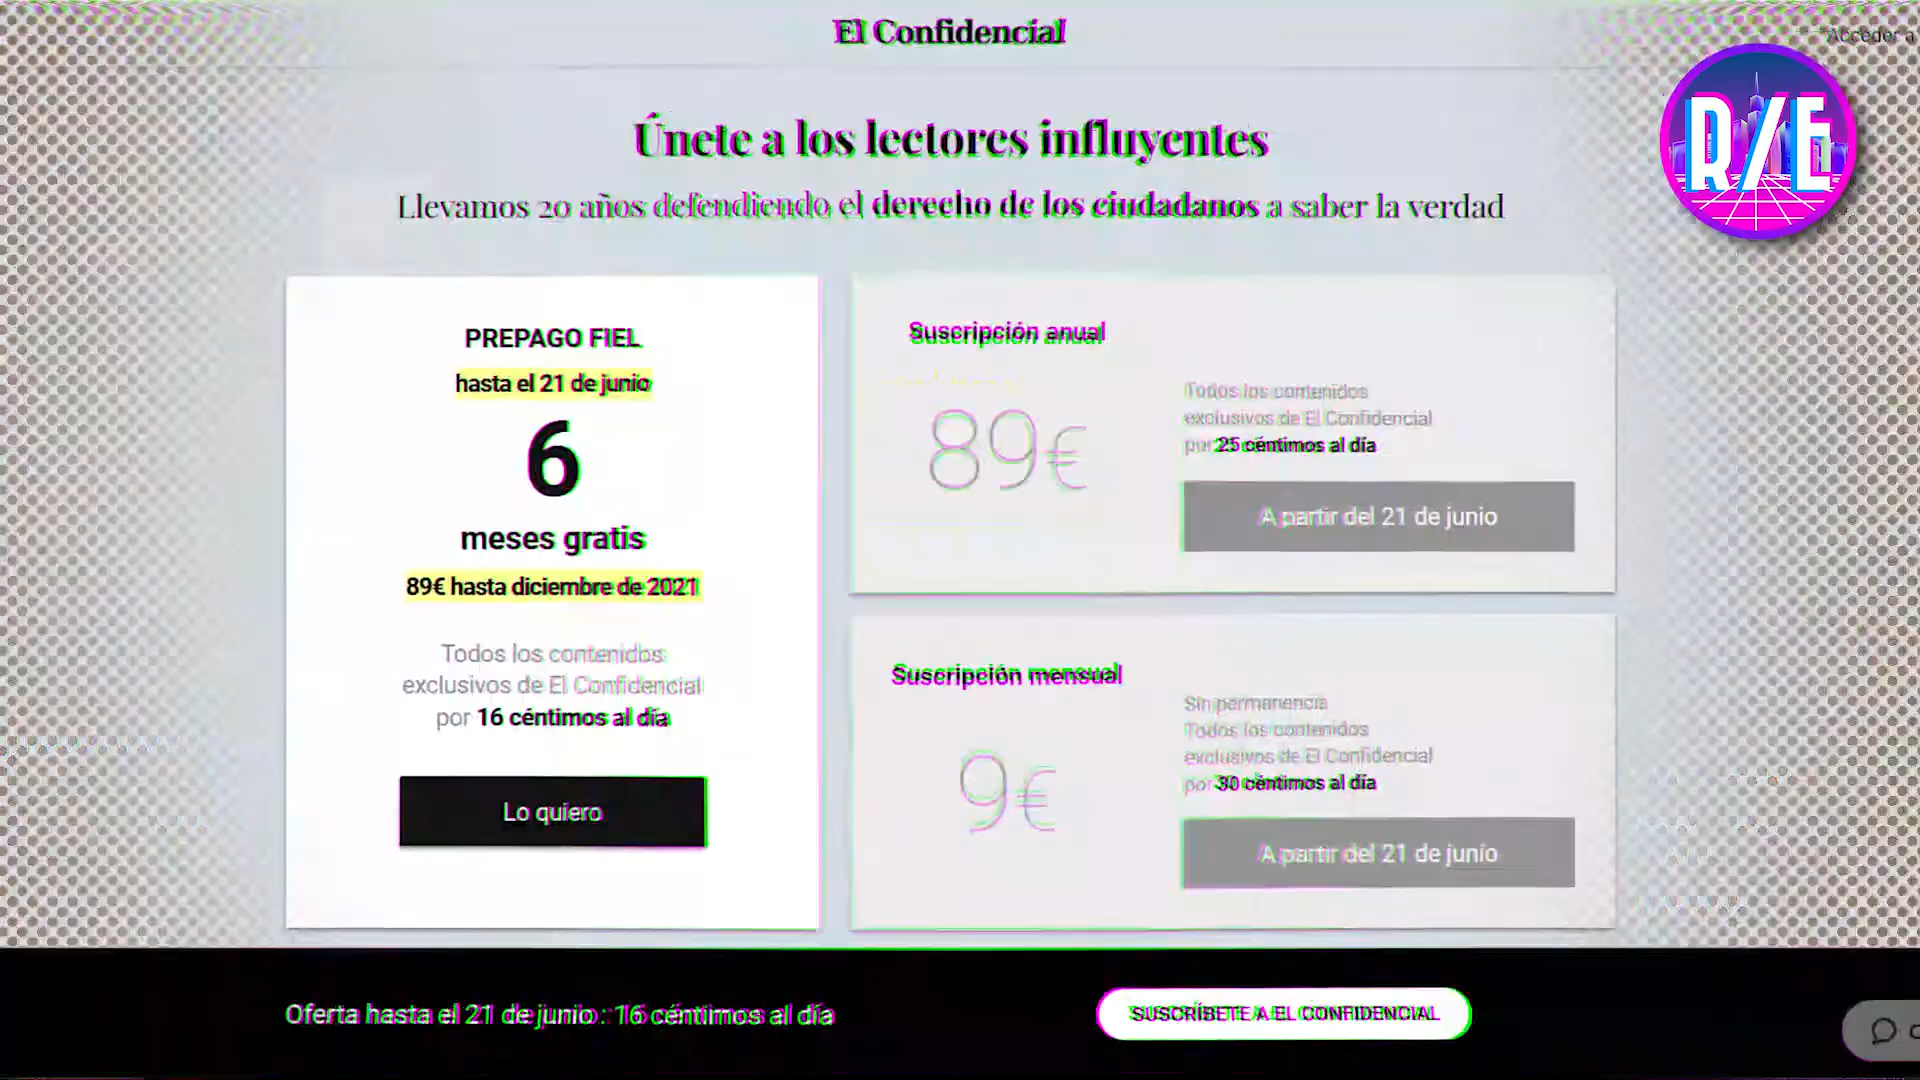 El Confidencial
Acceder a
R/E
Únete a los lectores influyentes
Llevamos 20 años defendiendo el derecho de los ciudadanos a saber la verdad
PREPAGO FIEL
hasta el 21 de junio
6
meses gratis
89€ hasta diciembre de 2021
Todos los contenidos
exclusivos de El Confidencial
por 16 céntimos al día
Lo quiero
Suscripción anual
89€
Todos los contenidos
exclusivos de El Confidencial
por 25 céntimos al día
A partir del 21 de junio
Suscripción mensual
9€
Sin permanencia
Todos los contenidos
exclusivos de El Confidencial
por 30 céntimos al día
A partir del 21 de junio
Oferta hasta el 21 de junio: 16 céntimos al día
SUSCRÍBETE A EL CONFIDENCIAL